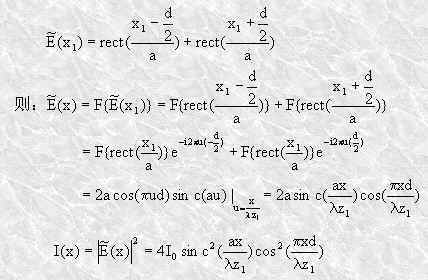 Ẽ(x₁) = rect((x₁ − d/2)/a) + rect((x₁ + d/2)/a)
则：Ẽ(x) = F{Ẽ(x₁)} = F{rect((x₁ − d/2)/a)} + F{rect((x₁ + d/2)/a)}
= F{rect(x₁/a)}e^(−i2πu(−d/2)) + F{rect(x₁/a)}e^(−i2πu(d/2))
= 2a cos(πud) sin c(au) |_(u=x/λz₁) = 2a sin c(ax/λz₁) cos(πxd/λz₁)
I(x) = |Ẽ(x)|² = 4I₀ sin c²(ax/λz₁) cos²(πxd/λz₁)